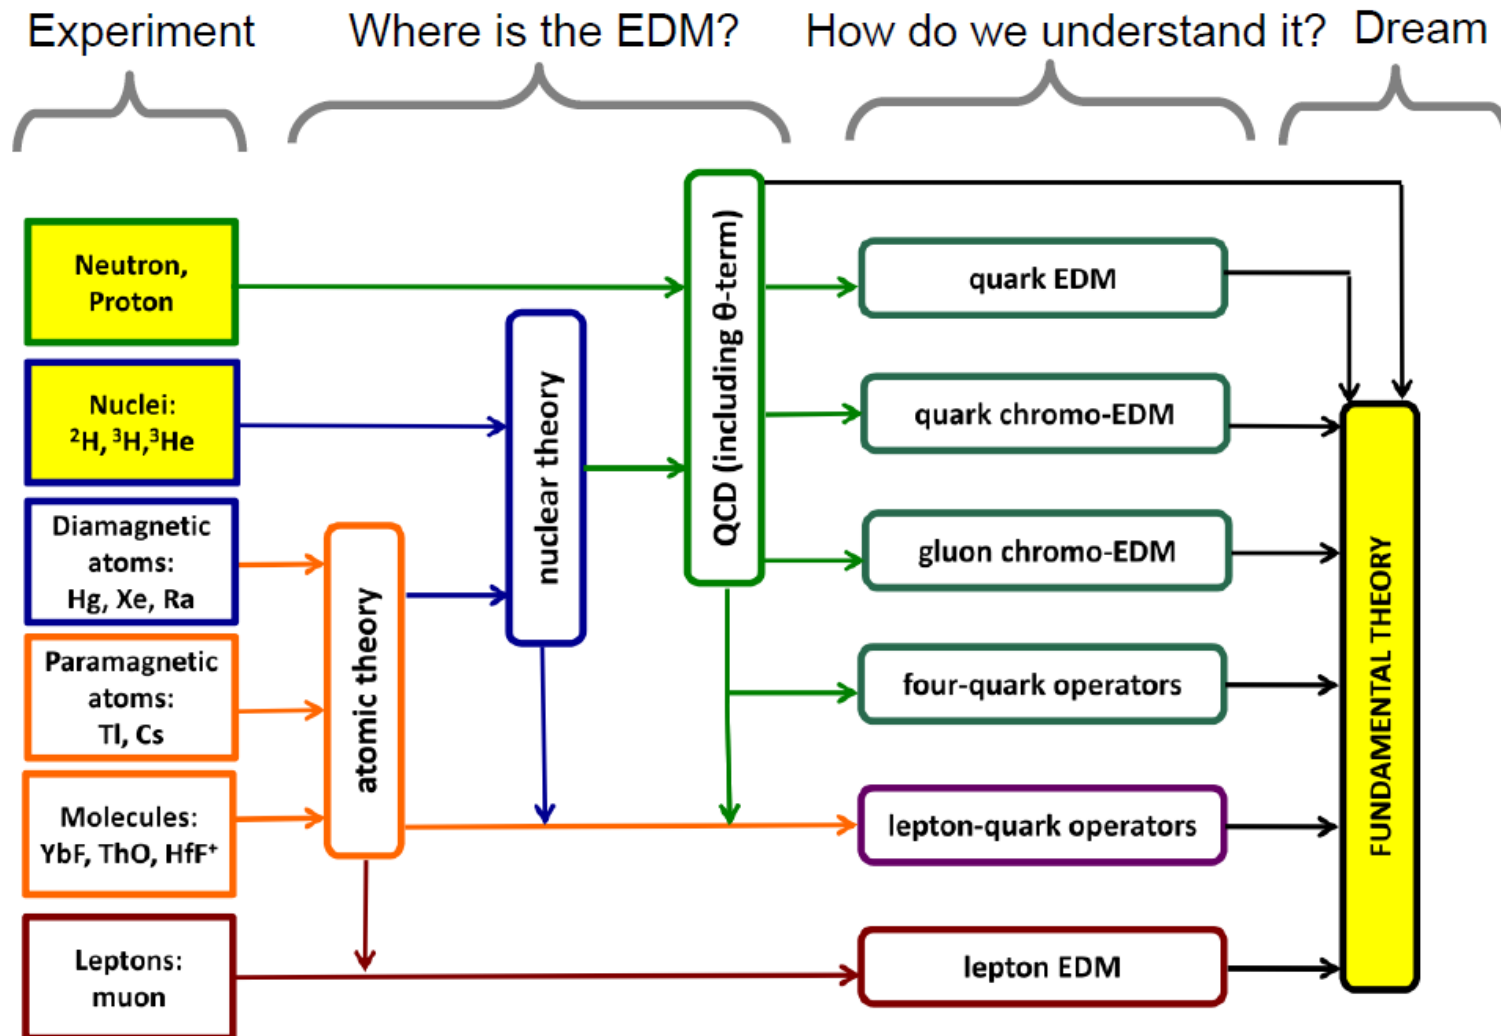 Experiment
Where is the EDM?
How do we understand it?
Dream
Neutron,
Proton
Nuclei:
²H, ³H,³He
Diamagnetic
atoms:
Hg, Xe, Ra
Paramagnetic
atoms:
Tl, Cs
Molecules:
YbF, ThO, HfF⁺
Leptons:
muon
atomic theory
nuclear theory
QCD (including θ-term)
quark EDM
quark chromo-EDM
gluon chromo-EDM
four-quark operators
lepton-quark operators
lepton EDM
FUNDAMENTAL THEORY